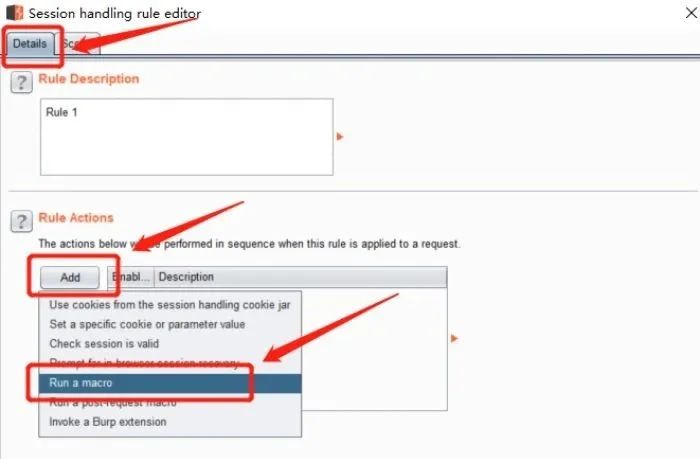 Session handling rule editor
Details
?
Rule Description
Rule 1
?
Rule Actions
The actions below be performed in sequence when this rule is applied to a request.
Add Enabl... Description
Use cookies from the session handling cookie jar
Set a specific cookie or parameter value
Check session is valid
Prompt for in-browser session recovery
Run a macro
Run a post-request macro
Invoke a Burp extension